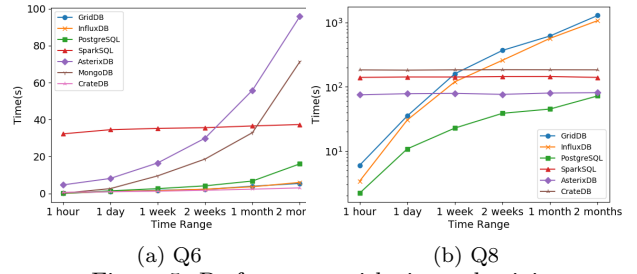 100
80
60
40
20
0
Time(s)
GridDB
InfluxDB
PostgreSQL
SparkSQL
AsterixDB
MongoDB
CrateDB
1 hour 1 day 1 week 2 weeks 1 month 2 mor
Time Range
(a) Q6
10³
10²
10¹
Time(s)
GridDB
InfluxDB
PostgreSQL
SparkSQL
AsterixDB
CrateDB
1 hour 1 day 1 week 2 weeks 1 month 2 months
Time Range
(b) Q8